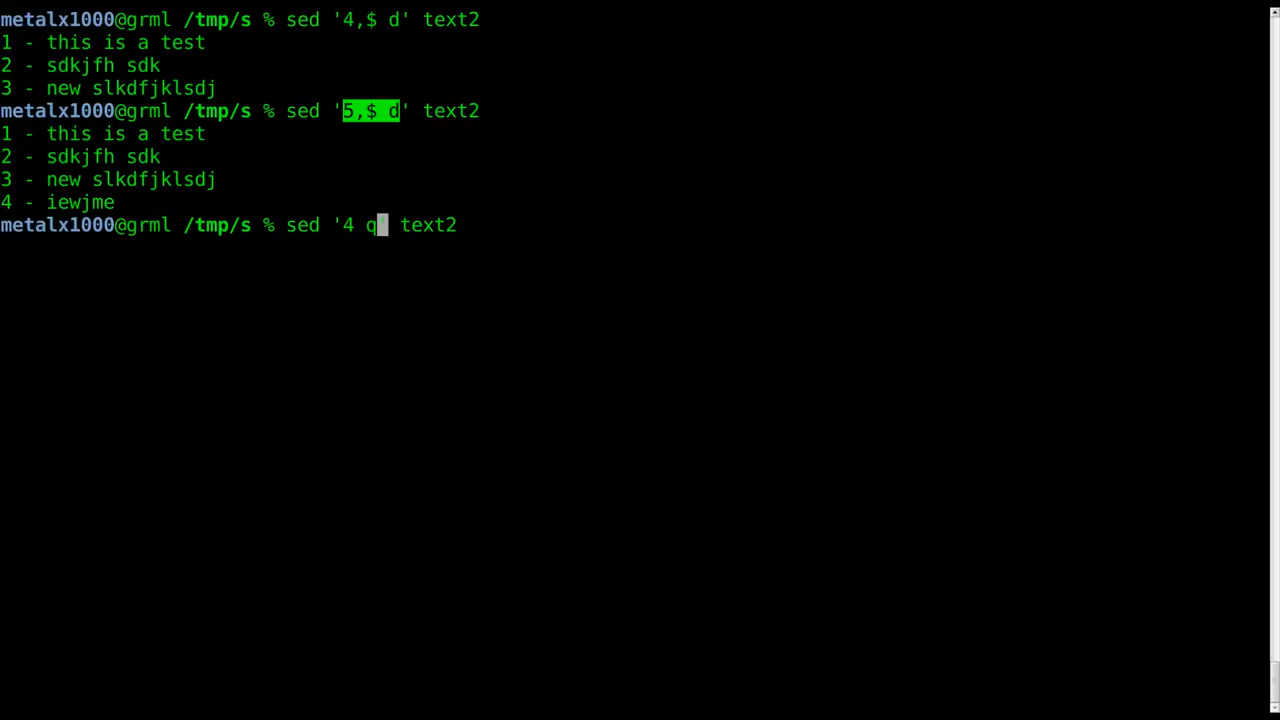 metalx1000@grml /tmp/s % sed '4,$ d' text2
1 - this is a test
2 - sdkjfh sdk
3 - new slkdfjklsdj
metalx1000@grml /tmp/s % sed '5,$ d' text2
1 - this is a test
2 - sdkjfh sdk
3 - new slkdfjklsdj
4 - iewjme
metalx1000@grml /tmp/s % sed '4 q' text2